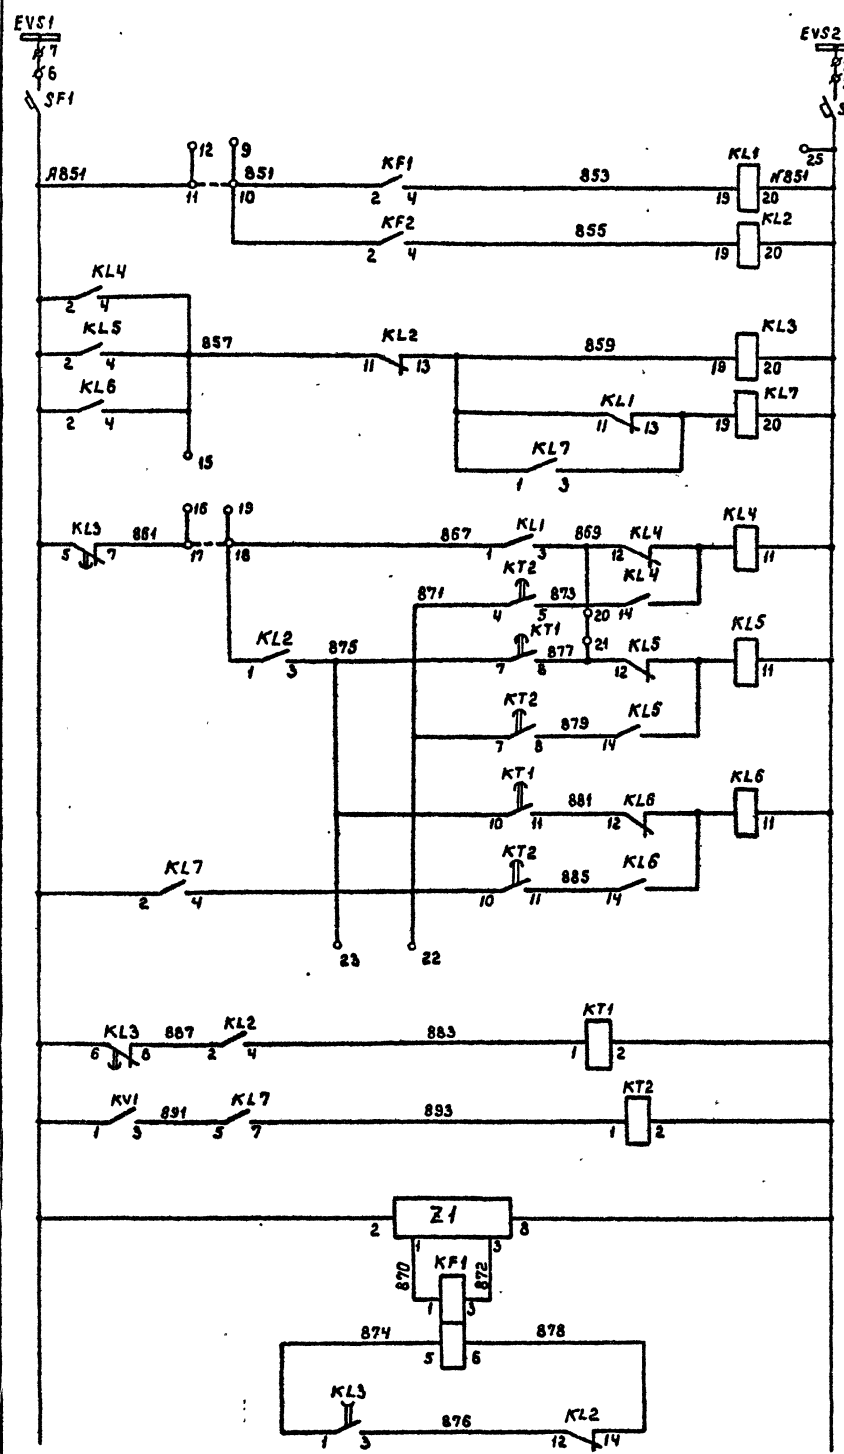 EVS1
EVS2
7
6
SF1
S
12
9
25
Л851
11
10
851
KF1
2 4
853
KL1
19 20
N851
KF2
2 4
855
KL2
19 20
KL4
2 4
KL5
2 4
857
KL2
11 13
859
KL3
19 20
KL6
2 4
KL1
11 13
KL7
19 20
15
KL7
1 3
16
19
KL3
5 7
861
17
18
867
KL1
1 3
869
KL4
12
KL4
11
871
KT2
4 5
873
20
KL4
14
KL2
1 3
875
KT1
7 8
877
21
KL5
12
KL5
11
KT2
7 8
879
KL5
14
KT1
10 11
881
KL6
12
KL6
11
KL7
2 4
KT2
10 11
885
KL6
14
23
22
KL3
6 8
887
KL2
2 4
883
KT1
1 2
KV1
1 3
891
KL7
5 7
893
KT2
1 2
2
Z1
8
1 3
870
KF1
872
1 3
874
5 6
878
KL3
1 3
876
KL2
12 14